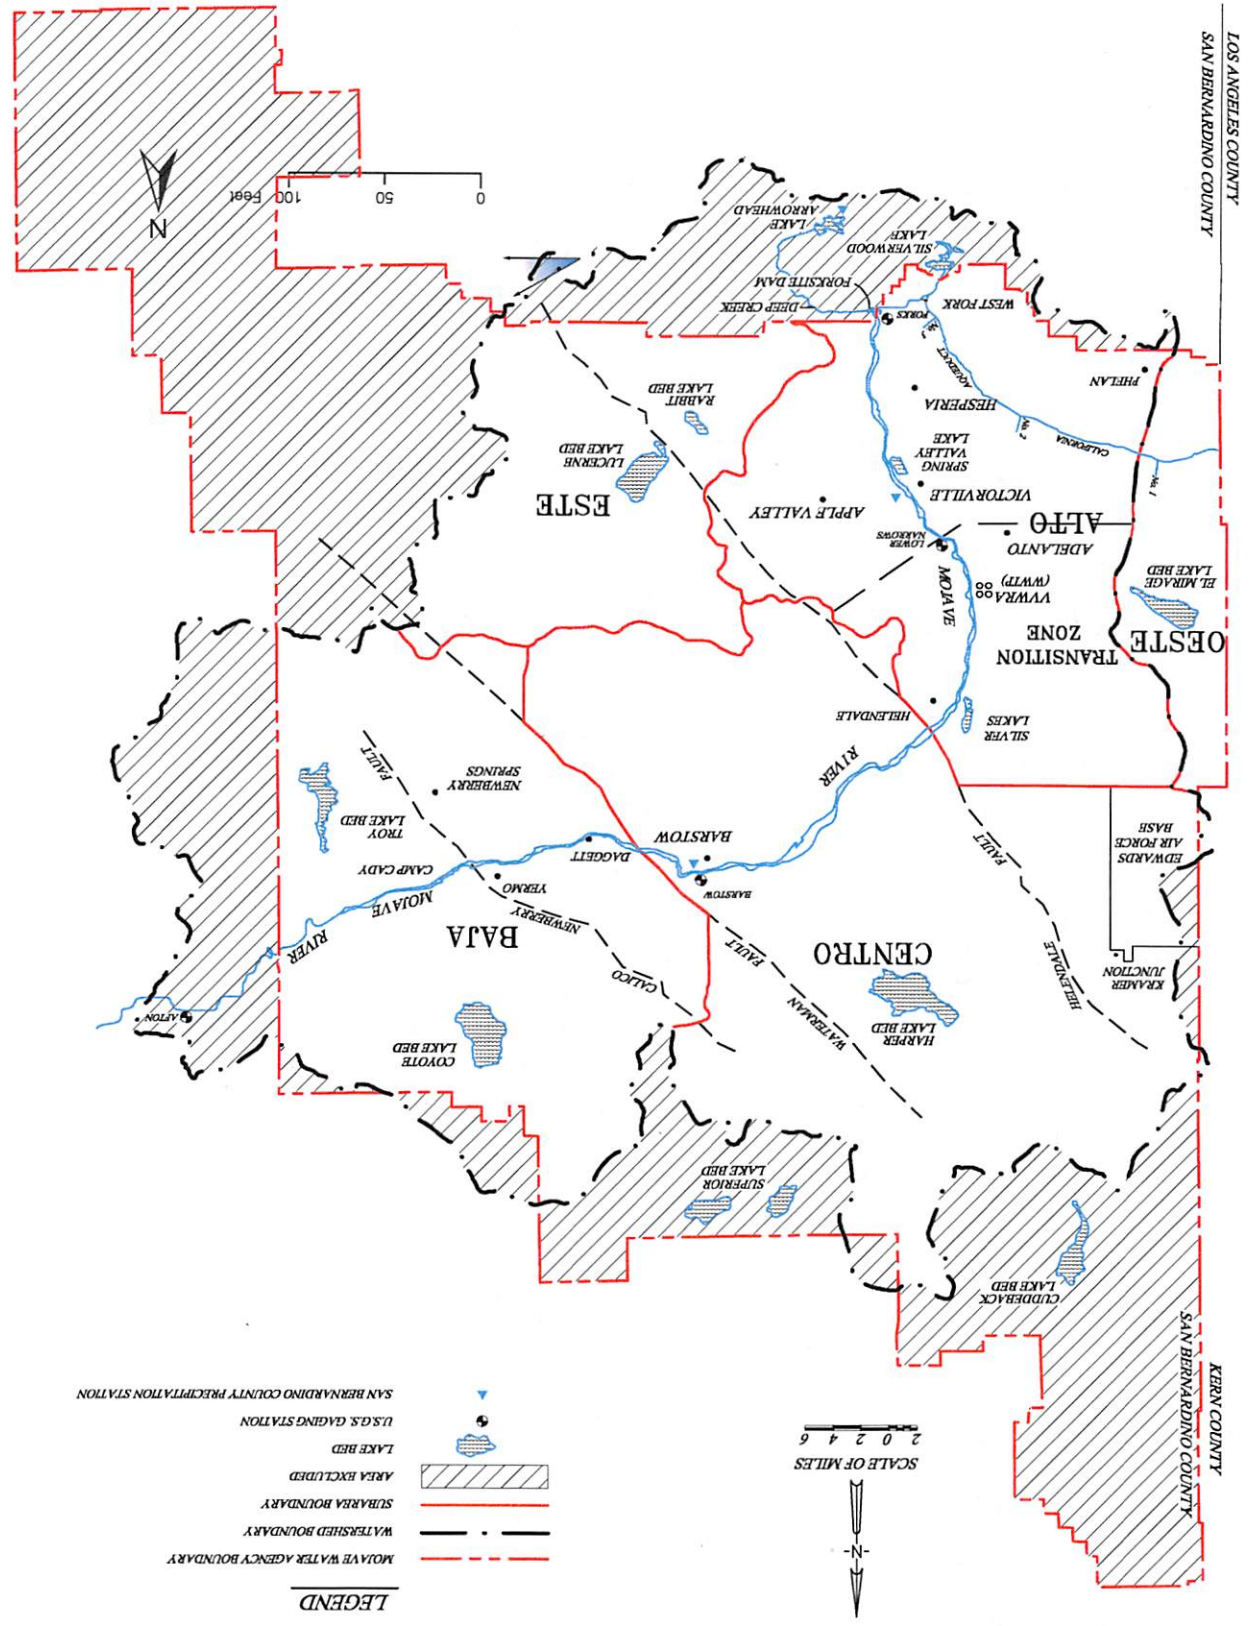 LEGEND
MOJAVE WATER AGENCY BOUNDARY
WATERSHED BOUNDARY
SUBAREA BOUNDARY
AREA EXCLUDED
LAKE BED
U.S.G.S. GAGING STATION
SAN BERNARDINO COUNTY PRECIPITATION STATION
-N-
SCALE OF MILES
2 0 2 4 6
KERN COUNTY
SAN BERNARDINO COUNTY
CUDDEBACK
LAKE BED
SUPERIOR
LAKE BED
COYOTE
LAKE BED
HARPER
LAKE BED
AFTON
WATERMAN
FAULT
HELENDALE
FAULT
CALICO
NEWBERRY
FAULT
KRAMER
JUNCTION
CENTRO
BAJA
RIVER
MOJAVE
CAMP CADY
BARSTOW
YERMO
EDWARDS
AIR FORCE
BASE
BARSTOW
DAGGETT
TROY
LAKE BED
NEWBERRY
SPRINGS
RIVER
SILVER
LAKES
HELENDALE
TRANSITION
ZONE
OESTE
VVWRA
(WWTP)
MOJAVE
EL MIRAGE
LAKE BED
ADELANTO
LOWER
NARROWS
ALTO
APPLE VALLEY
ESTE
VICTORVILLE
No. 1
SPRING
VALLEY
LAKE
LUCERNE
LAKE BED
CALIFORNIA
No. 2
AQUEDUCT
HESPERIA
RABBIT
LAKE BED
PHELAN
FORKS
WEST FORK
DEEP CREEK
FORKSITE DAM
SILVERWOOD
LAKE
LAKE
ARROWHEAD
N
0 50 100
Feet
LOS ANGELES COUNTY
SAN BERNARDINO COUNTY